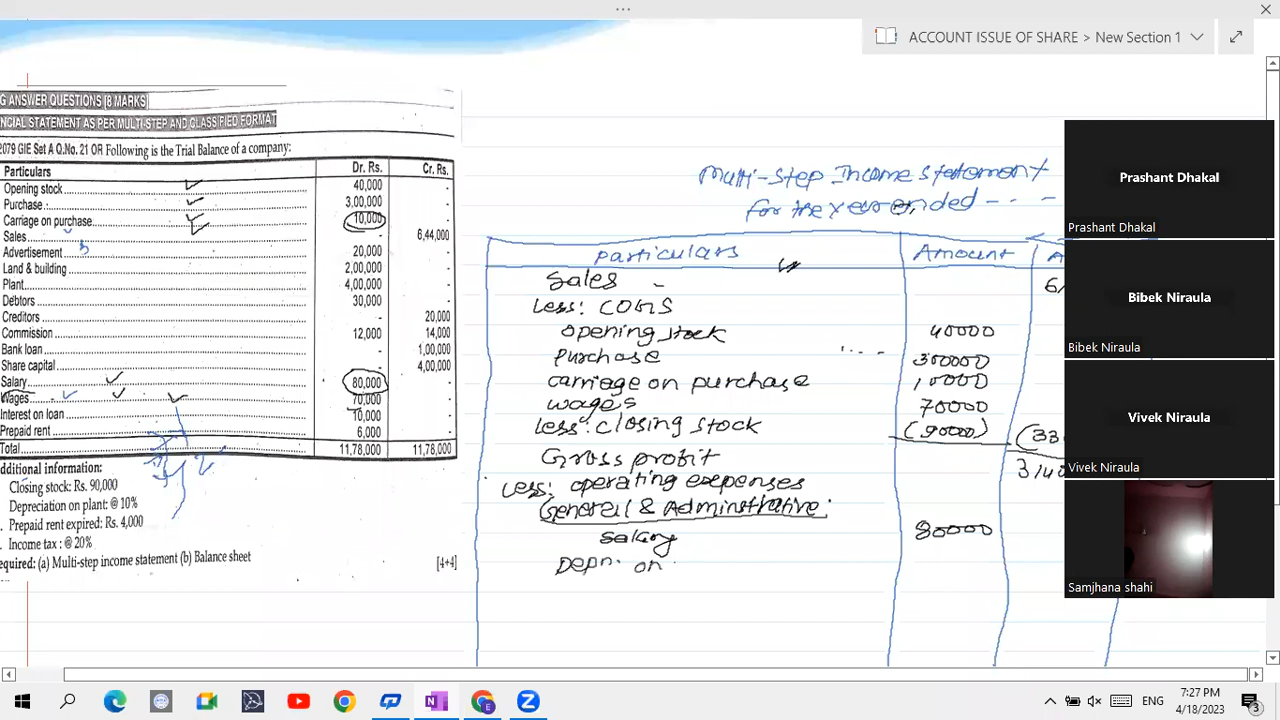 ACCOUNT ISSUE OF SHARE > New Section 1
G ANSWER QUESTIONS (8 MARKS)
NCIAL STATEMENT AS PER MULTI-STEP AND CLASSIFIED FORMAT
2079 GIE Set A Q.No. 21 OR Following is the Trial Balance of a company:
Particulars Dr. Rs. Cr. Rs.
Opening stock 40,000 -
Purchase 3,00,000 -
Carriage on purchase 10,000 -
Sales - 6,44,000
Advertisement 20,000 -
Land & building 2,00,000 -
Plant 4,00,000 -
Debtors 30,000 -
Creditors - 20,000
Commission 12,000 14,000
Bank loan - 1,00,000
Share capital - 4,00,000
Salary 80,000 -
Wages 70,000 -
Interest on loan 10,000 -
Prepaid rent 6,000 -
Total 11,78,000 11,78,000
dditional information:
Closing stock: Rs. 90,000
Depreciation on plant: @ 10%
Prepaid rent expired: Rs. 4,000
Income tax : @ 20%
equired: (a) Multi-step income statement (b) Balance sheet [4+4]
Multi-Step Income statement
for the year ended - - -
particulars Amount A
Sales - 6/
Less: COGS
opening stock 40000
Purchase 300000
carriage on purchase 10000
wages 70000
Less: closing stock (90000) (33
Gross profit 3140
Less: operating expenses
General & Adminstrative:
Salary 80000
Depn. on
Prashant Dhakal
Prashant Dhakal
Bibek Niraula
Bibek Niraula
Vivek Niraula
Vivek Niraula
Samjhana shahi
ENG
7:27 PM
4/18/2023
3